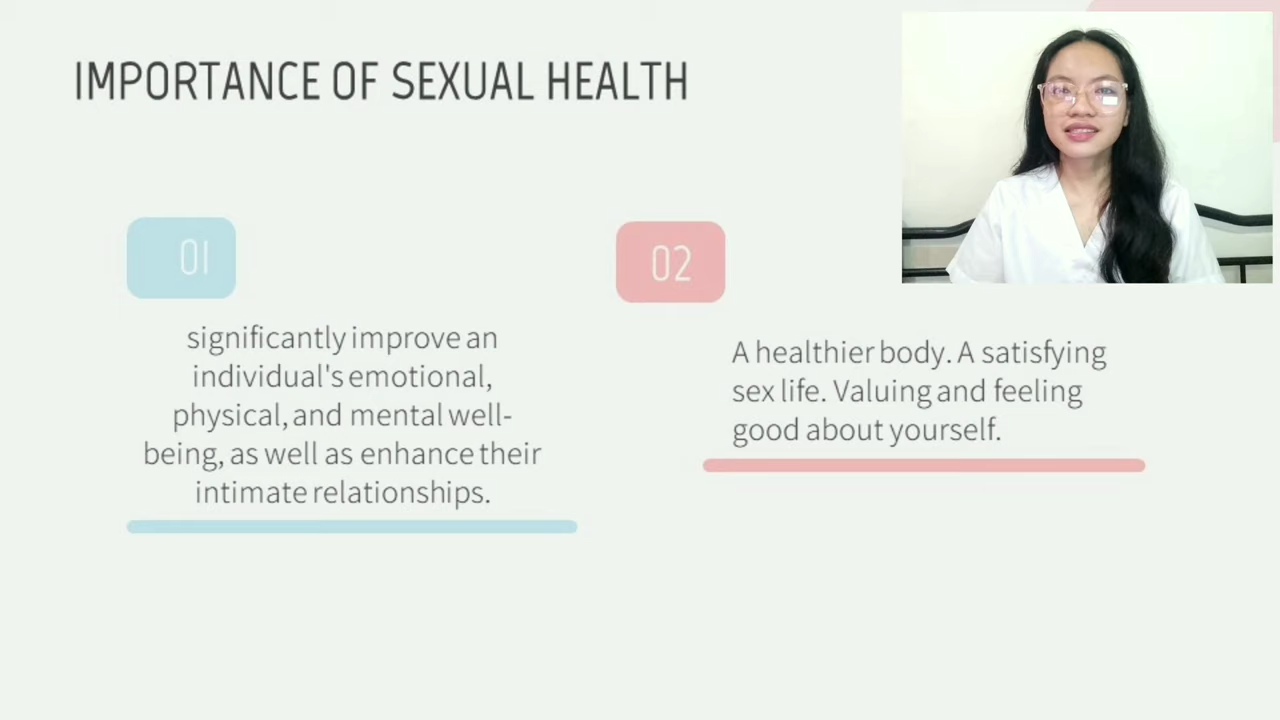 IMPORTANCE OF SEXUAL HEALTH
01
significantly improve an
individual's emotional,
physical, and mental well-
being, as well as enhance their
intimate relationships.
02
A healthier body. A satisfying
sex life. Valuing and feeling
good about yourself.